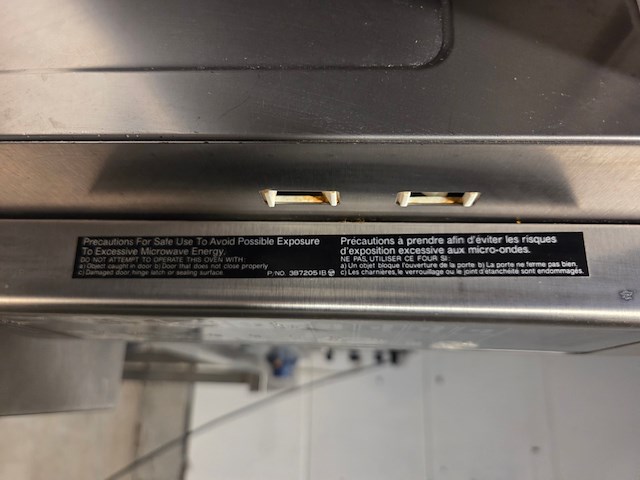 Precautions For Safe Use To Avoid Possible Exposure
To Excessive Microwave Energy.
DO NOT ATTEMPT TO OPERATE THIS OVEN WITH:
a) Object caught in door b) Door that does not close properly
c) Damaged door, hinge latch or sealing surface.
P/NO. 3B7205IB
Précautions à prendre afin d'éviter les risques
d'exposition excessive aux micro-ondes.
NE PAS UTILISER CE FOUR SI:
a) Un objet bloque l'ouverture de la porte b) La porte ne ferme pas bien,
c) Les charrières, le verrouillage ou le joint d'étanchéité sont endommagés.